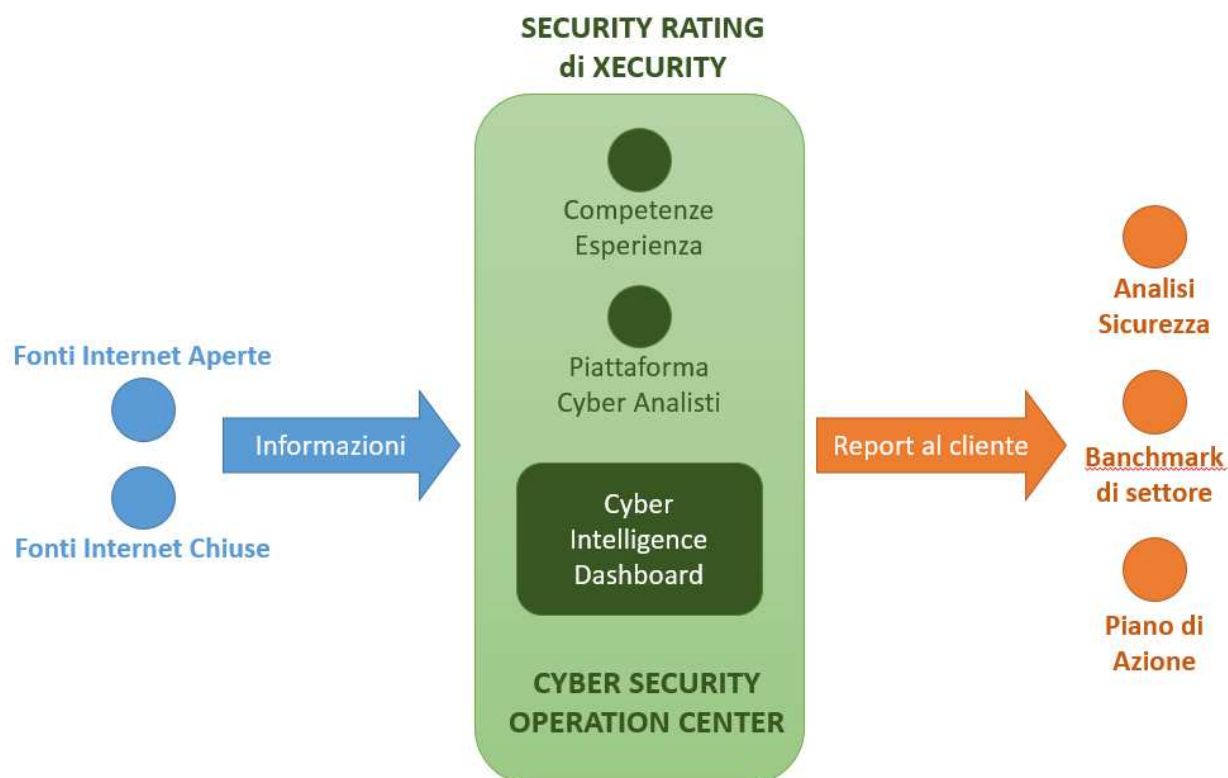 SECURITY RATING
di XECURITY
Competenze
Esperienza
Piattaforma
Cyber Analisti
Cyber
Intelligence
Dashboard
CYBER SECURITY
OPERATION CENTER
Fonti Internet Aperte
Informazioni
Fonti Internet Chiuse
Report al cliente
Analisi
Sicurezza
Banchmark
di settore
Piano di
Azione